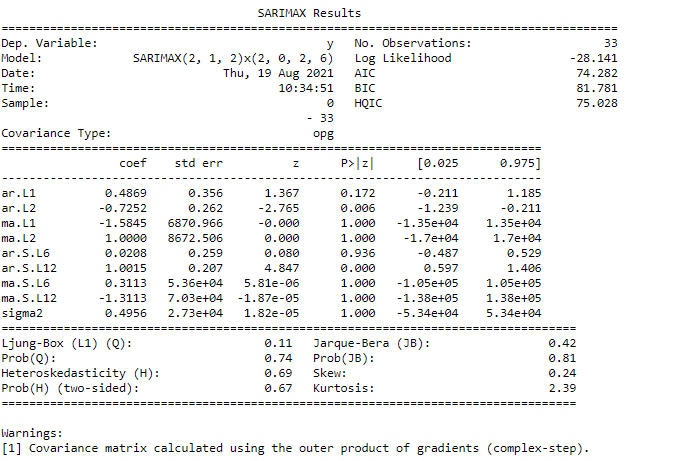 SARIMAX Results
==============================================================================================
Dep. Variable:                                  y   No. Observations:                   33
Model:             SARIMAX(2, 1, 2)x(2, 0, 2, 6)   Log Likelihood                 -28.141
Date:                            Thu, 19 Aug 2021   AIC                             74.282
Time:                                    10:34:51   BIC                             81.781
Sample:                                         0   HQIC                            75.028
- 33
Covariance Type:                              opg
==============================================================================
coef    std err          z      P>|z|      [0.025      0.975]
------------------------------------------------------------------------------
ar.L1          0.4869      0.356      1.367      0.172      -0.211       1.185
ar.L2         -0.7252      0.262     -2.765      0.006      -1.239      -0.211
ma.L1         -1.5845   6870.966     -0.000      1.000   -1.35e+04    1.35e+04
ma.L2          1.0000   8672.506      0.000      1.000    -1.7e+04     1.7e+04
ar.S.L6        0.0208      0.259      0.080      0.936      -0.487       0.529
ar.S.L12       1.0015      0.207      4.847      0.000       0.597       1.406
ma.S.L6        0.3113   5.36e+04   5.81e-06      1.000   -1.05e+05    1.05e+05
ma.S.L12      -1.3113   7.03e+04  -1.87e-05      1.000   -1.38e+05    1.38e+05
sigma2         0.4956   2.73e+04   1.82e-05      1.000   -5.34e+04    5.34e+04
===================================================================================
Ljung-Box (L1) (Q):                   0.11   Jarque-Bera (JB):                 0.42
Prob(Q):                              0.74   Prob(JB):                         0.81
Heteroskedasticity (H):               0.69   Skew:                             0.24
Prob(H) (two-sided):                  0.67   Kurtosis:                         2.39
===================================================================================
Warnings:
[1] Covariance matrix calculated using the outer product of gradients (complex-step).